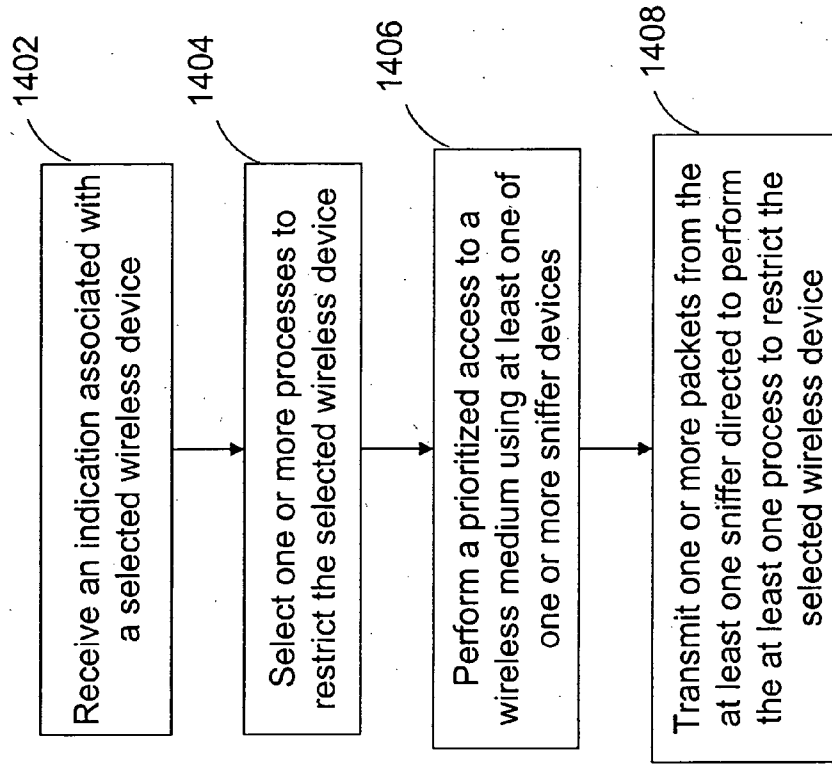 1402
Receive an indication associated with
a selected wireless device
1404
Select one or more processes to
restrict the selected wireless device
1406
Perform a prioritized access to a
wireless medium using at least one of
one or more sniffer devices
1408
Transmit one or more packets from the
at least one sniffer directed to perform
the at least one process to restrict the
selected wireless device